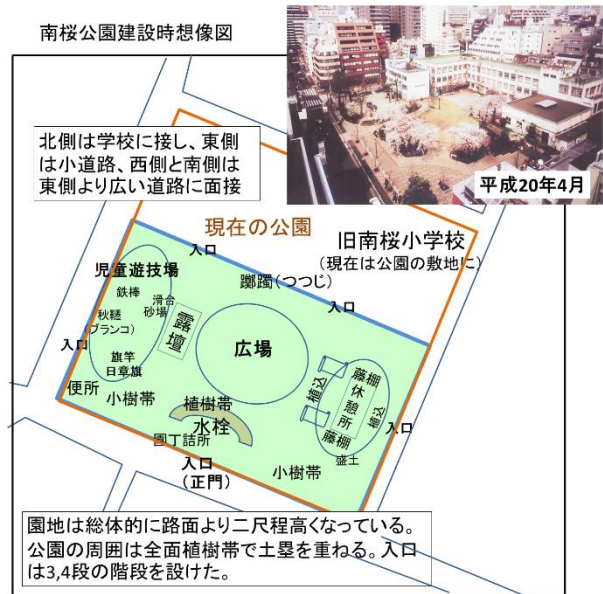 南桜公園建設時想像図
平成20年4月
北側は学校に接し、東側
は小道路、西側と南側は
東側より広い道路に面接
現在の公園
旧南桜小学校
(現在は公園の敷地に)
入口
躑躅(つつじ)
入口
児童遊技場
鉄棒
滑台
砂場
秋韆
(ブランコ)
入口
旗竿
日章旗
露壇
広場
植込
藤棚
藤休憩所
藤棚
植込
入口
盛土
便所
小樹帯
植樹帯
水栓
園丁詰所
入口
(正門)
小樹帯
園地は総体的に路面より二尺程高くなっている。
公園の周囲は全面植樹帯で土塁を重ねる。入口
は3,4段の階段を設けた。